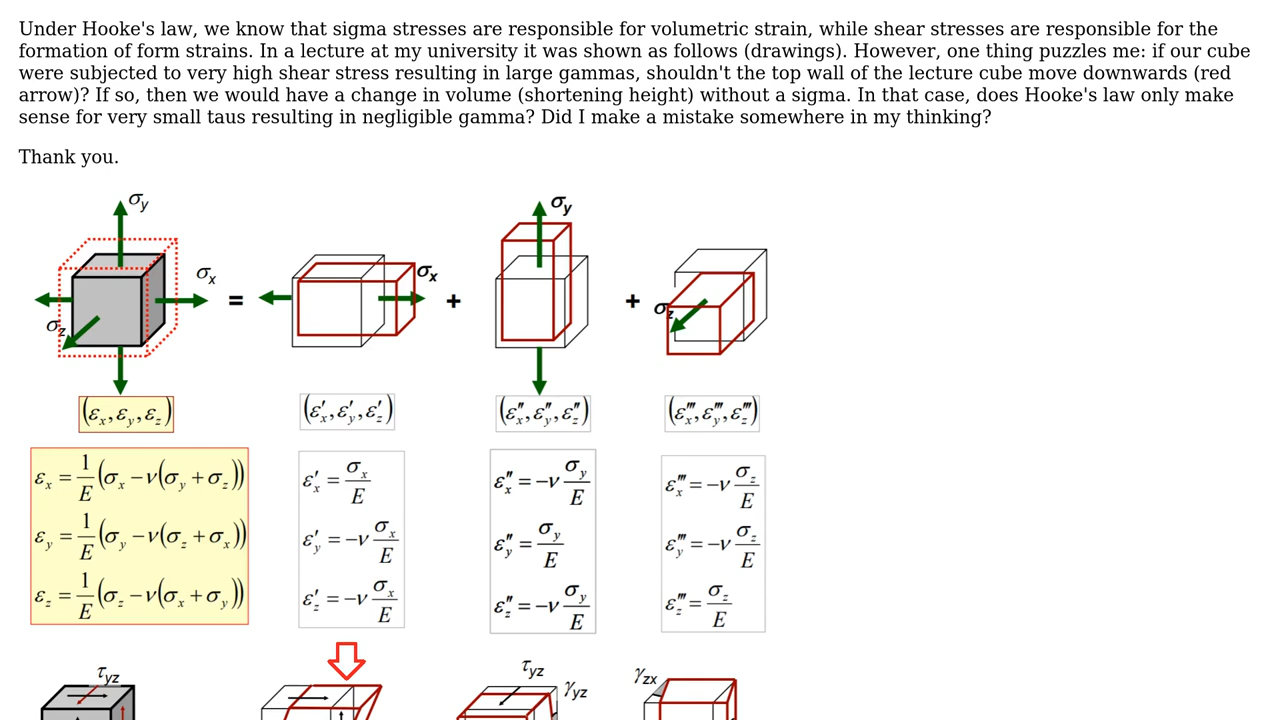 Under Hooke's law, we know that sigma stresses are responsible for volumetric strain, while shear stresses are responsible for the
formation of form strains. In a lecture at my university it was shown as follows (drawings). However, one thing puzzles me: if our cube
were subjected to very high shear stress resulting in large gammas, shouldn't the top wall of the lecture cube move downwards (red
arrow)? If so, then we would have a change in volume (shortening height) without a sigma. In that case, does Hooke's law only make
sense for very small taus resulting in negligible gamma? Did I make a mistake somewhere in my thinking?
Thank you.
σy σy
σx = σx + + σz
σz
(εx, εy, εz) (ε′x, ε′y, ε′z) (ε″x, ε″y, ε″z) (ε‴x, ε‴y, ε‴z)
εx = 1/E (σx − ν(σy + σz)) ε′x = σx/E ε″x = −ν σy/E ε‴x = −ν σz/E
εy = 1/E (σy − ν(σz + σx)) ε′y = −ν σx/E ε″y = σy/E ε‴y = −ν σz/E
εz = 1/E (σz − ν(σx + σy)) ε′z = −ν σx/E ε″z = −ν σy/E ε‴z = σz/E
τyz τyz γyz γzx